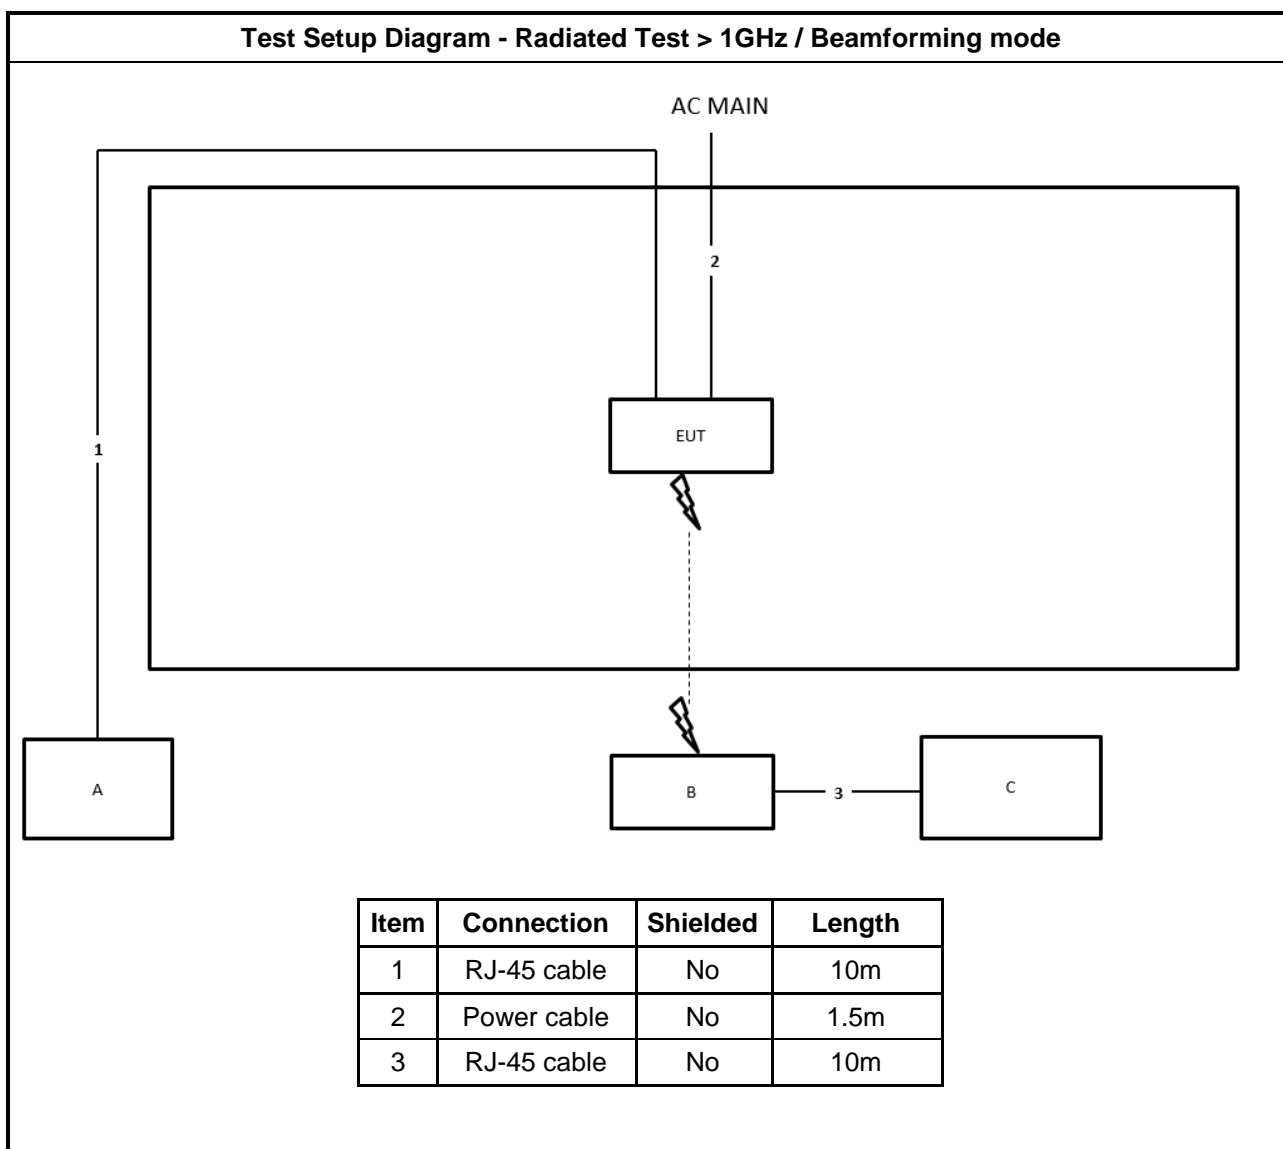 Test Setup Diagram - Radiated Test > 1GHz / Beamforming mode
AC MAIN
2
1
EUT
A
B
3
C
Item Connection Shielded Length
1 RJ-45 cable No 10m
2 Power cable No 1.5m
3 RJ-45 cable No 10m